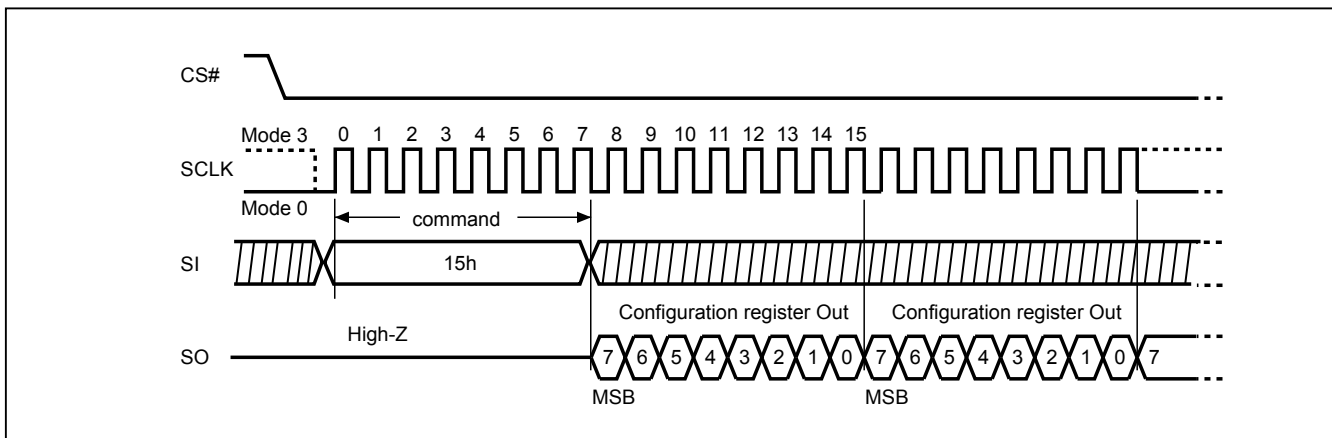 CS#
Mode 3 0 1 2 3 4 5 6 7 8 9 10 11 12 13 14 15
SCLK
Mode 0
command
SI 15h
Configuration register Out Configuration register Out
High-Z
SO 7 6 5 4 3 2 1 0 7 6 5 4 3 2 1 0 7
MSB MSB